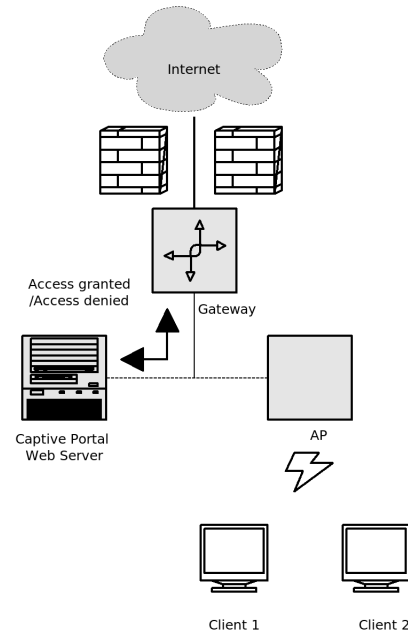 Internet
Access granted
/Access denied
Gateway
Captive Portal
Web Server
AP
Client 1
Client 2